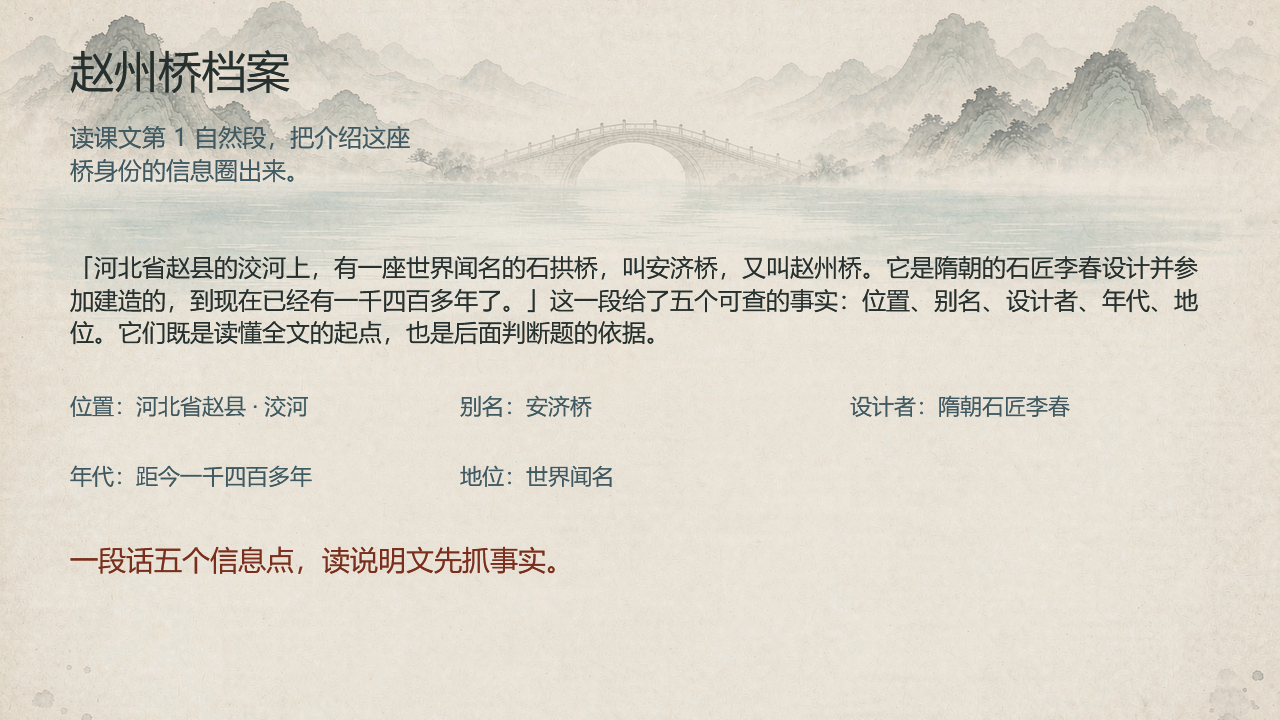 赵州桥档案
读课文第 1 自然段，把介绍这座
桥身份的信息圈出来。
「河北省赵县的洨河上，有一座世界闻名的石拱桥，叫安济桥，又叫赵州桥。它是隋朝的石匠李春设计并参
加建造的，到现在已经有一千四百多年了。」这一段给了五个可查的事实：位置、别名、设计者、年代、地
位。它们既是读懂全文的起点，也是后面判断题的依据。
位置：河北省赵县 · 洨河
别名：安济桥
设计者：隋朝石匠李春
年代：距今一千四百多年
地位：世界闻名
一段话五个信息点，读说明文先抓事实。